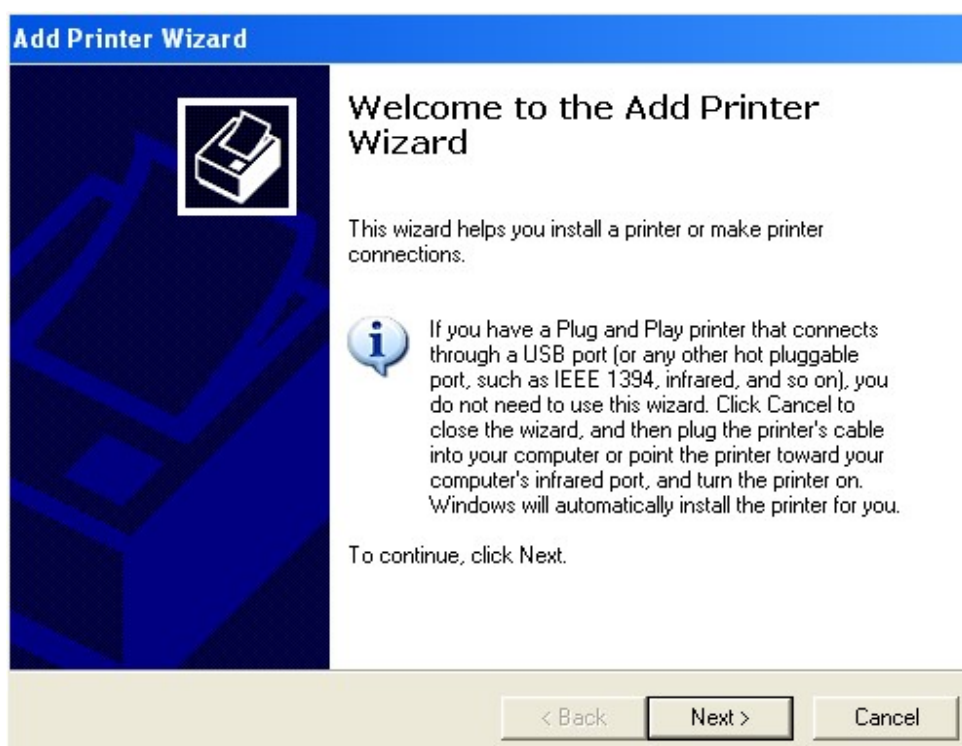 Add Printer Wizard
Welcome to the Add Printer
Wizard
This wizard helps you install a printer or make printer
connections.
If you have a Plug and Play printer that connects
through a USB port (or any other hot pluggable
port, such as IEEE 1394, infrared, and so on), you
do not need to use this wizard. Click Cancel to
close the wizard, and then plug the printer's cable
into your computer or point the printer toward your
computer's infrared port, and turn the printer on.
Windows will automatically install the printer for you.
To continue, click Next.
< Back
Next >
Cancel